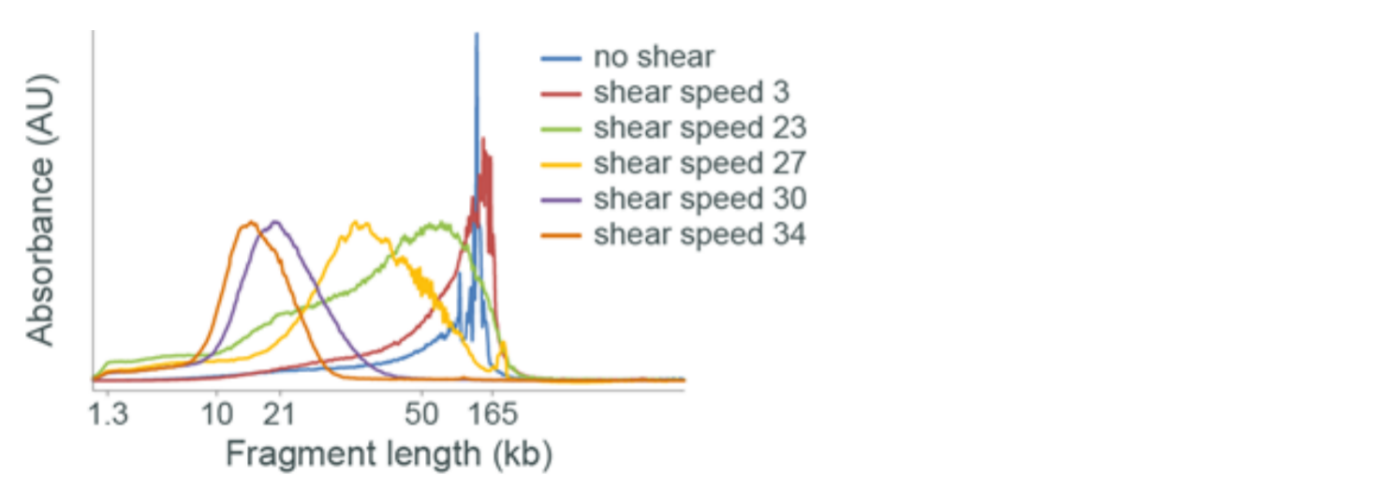 Absorbance (AU)
no shear
shear speed 3
shear speed 23
shear speed 27
shear speed 30
shear speed 34
1.3 10 21 50 165
Fragment length (kb)